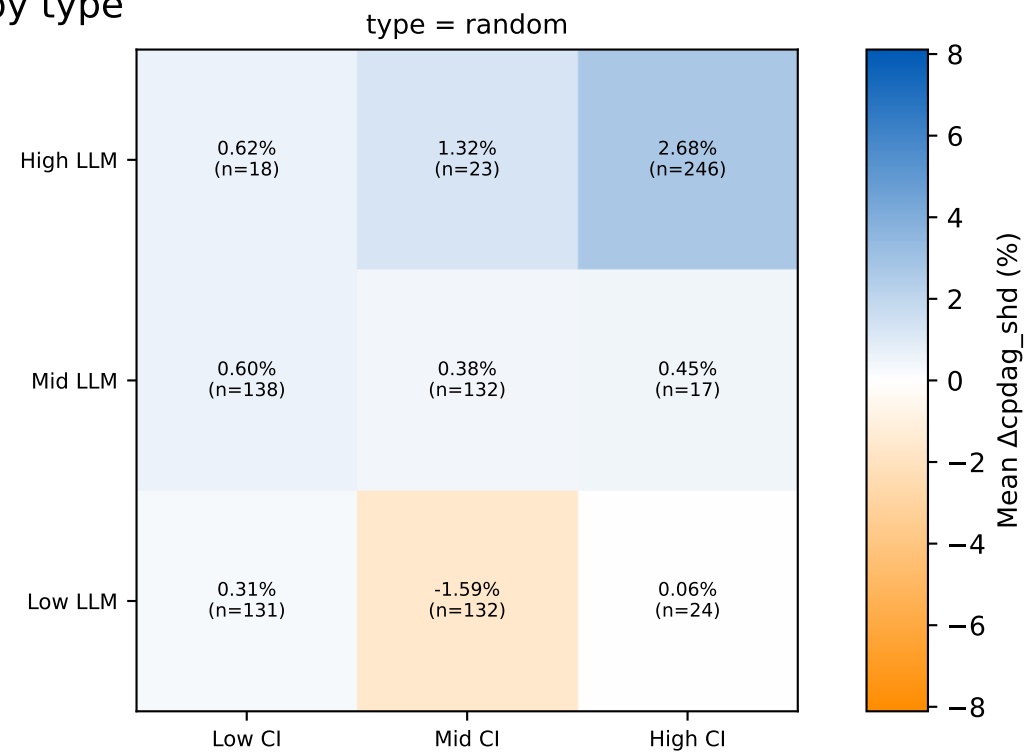 by type
type = random
High LLM
0.62%
(n=18)
1.32%
(n=23)
2.68%
(n=246)
Mid LLM
0.60%
(n=138)
0.38%
(n=132)
0.45%
(n=17)
Low LLM
0.31%
(n=131)
-1.59%
(n=132)
0.06%
(n=24)
Low CI
Mid CI
High CI
8
6
4
2
0
−2
−4
−6
−8
Mean Δcpdag_shd (%)